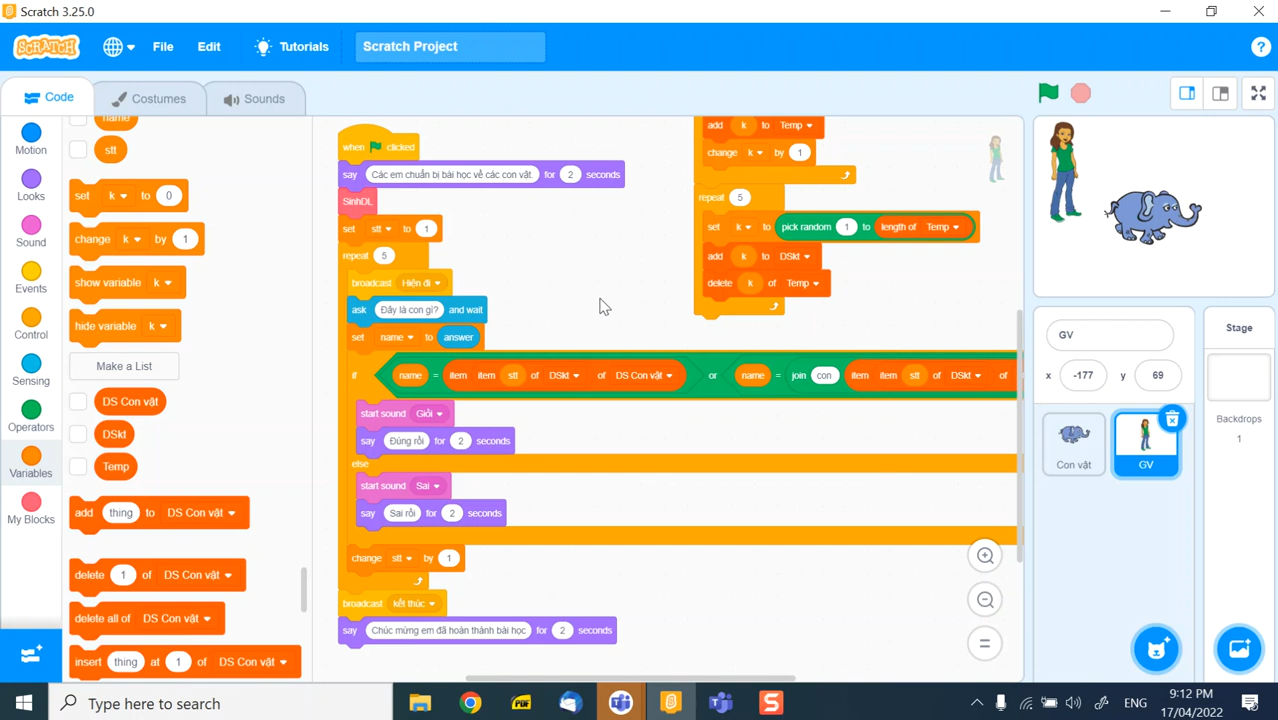 Scratch 3.25.0
SCRATCH File Edit Tutorials Scratch Project ?
Code Costumes Sounds
Motion
Looks
Sound
Events
Control
Sensing
Operators
Variables
My Blocks
name
stt
set k to 0
change k by 1
show variable k
hide variable k
Make a List
DS Con vật
DSkt
Temp
add thing to DS Con vật
delete 1 of DS Con vật
delete all of DS Con vật
insert thing at 1 of DS Con vật
when clicked
say Các em chuẩn bị bài học về các con vật. for 2 seconds
SinhDL
set stt to 1
repeat 5
broadcast Hiện đi
ask Đây là con gì? and wait
set name to answer
if name = item item stt of DSkt of DS Con vật or name = join con item item stt of DSkt of
start sound Giỏi
say Đúng rồi for 2 seconds
else
start sound Sai
say Sai rồi for 2 seconds
change stt by 1
broadcast kết thúc
say Chúc mừng em đã hoàn thành bài học for 2 seconds
add k to Temp
change k by 1
repeat 5
set k to pick random 1 to length of Temp
add k to DSkt
delete k of Temp
GV
x -177 y 69
Con vật
GV
Stage
Backdrops
1
Type here to search
PDF
S
ENG
9:12 PM
17/04/2022